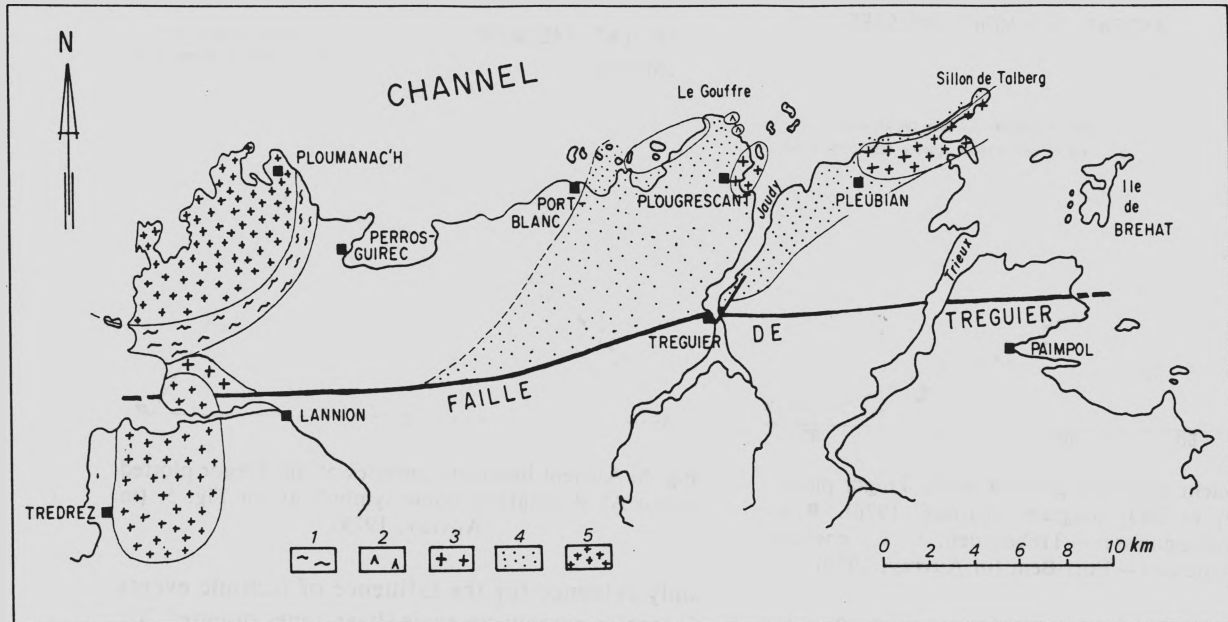 N
CHANNEL
Sillon de Talberg
Le Gouffre
PLOUMANAC'H
PORT-
BLANC
PLOUGRESCANT
Jaudy
PLEUBIAN
Ile
de
BREHAT
PERROS-
GUIREC
Trieux
TREGUIER
FAILLE DE TREGUIER
PAIMPOL
LANNION
TREDREZ
1 2 3 4 5
0 2 4 6 8 10 km